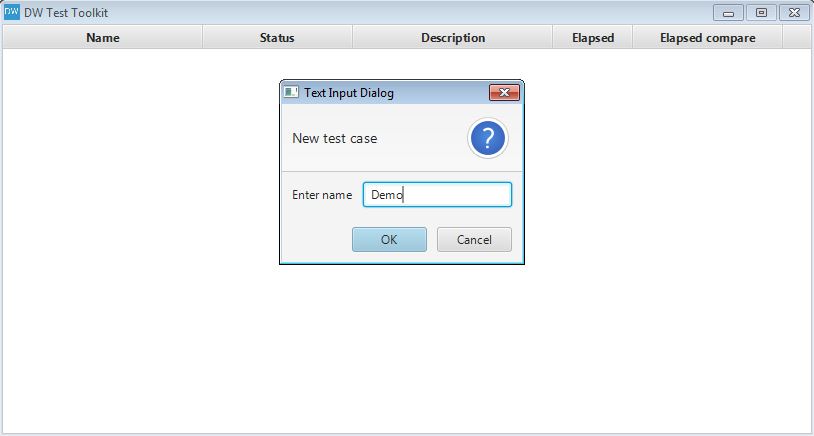 DW DW Test Toolkit
Name Status Description Elapsed Elapsed compare
Text Input Dialog
New test case ?
Enter name Demo
OK Cancel